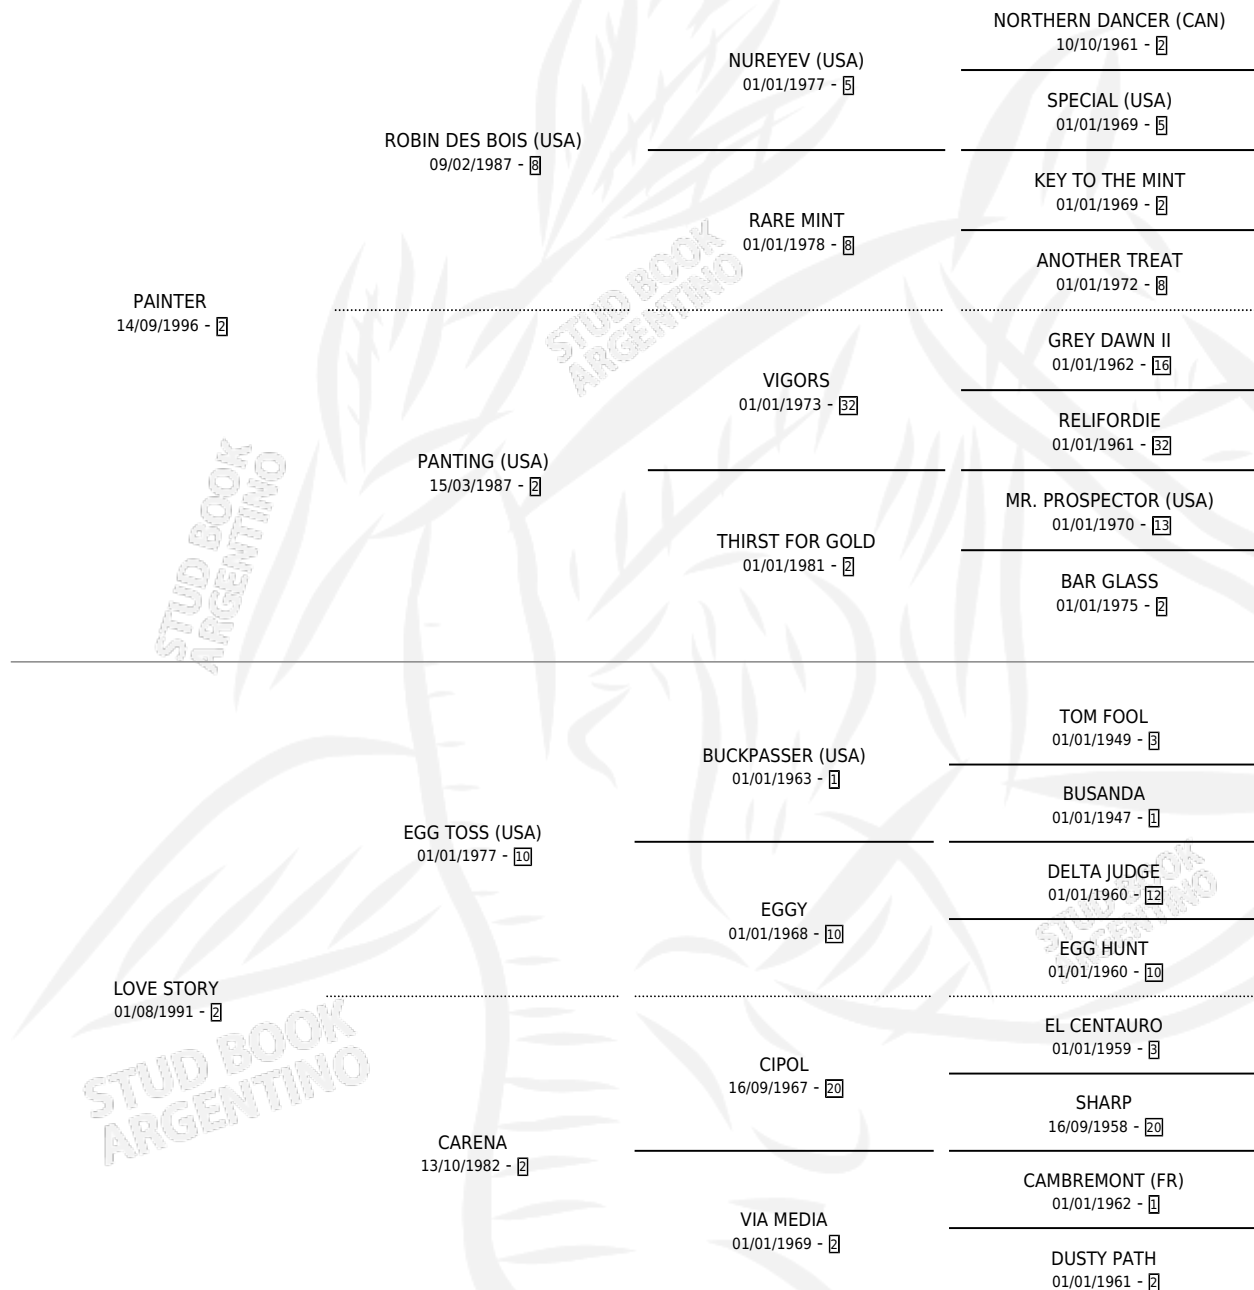 NORTHERN DANCER (CAN)
10/10/1961 - 2
NUREYEV (USA)
01/01/1977 - 5
SPECIAL (USA)
01/01/1969 - 5
ROBIN DES BOIS (USA)
09/02/1987 - 8
KEY TO THE MINT
01/01/1969 - 2
RARE MINT
01/01/1978 - 8
ANOTHER TREAT
01/01/1972 - 8
PAINTER
14/09/1996 - 2
GREY DAWN II
01/01/1962 - 16
VIGORS
01/01/1973 - 32
RELIFORDIE
01/01/1961 - 32
PANTING (USA)
15/03/1987 - 2
MR. PROSPECTOR (USA)
01/01/1970 - 13
THIRST FOR GOLD
01/01/1981 - 2
BAR GLASS
01/01/1975 - 2
STUD BOOK
ARGENTINO
STUD BOOK
ARGENTINO
TOM FOOL
01/01/1949 - 3
BUCKPASSER (USA)
01/01/1963 - 1
BUSANDA
01/01/1947 - 1
EGG TOSS (USA)
01/01/1977 - 10
DELTA JUDGE
01/01/1960 - 12
EGGY
01/01/1968 - 10
EGG HUNT
01/01/1960 - 10
STUD BOOK
ARGENTINO
LOVE STORY
01/08/1991 - 2
EL CENTAURO
01/01/1959 - 3
CIPOL
16/09/1967 - 20
SHARP
16/09/1958 - 20
CARENA
13/10/1982 - 2
CAMBREMONT (FR)
01/01/1962 - 1
VIA MEDIA
01/01/1969 - 2
DUSTY PATH
01/01/1961 - 2
STUD BOOK
ARGENTINO